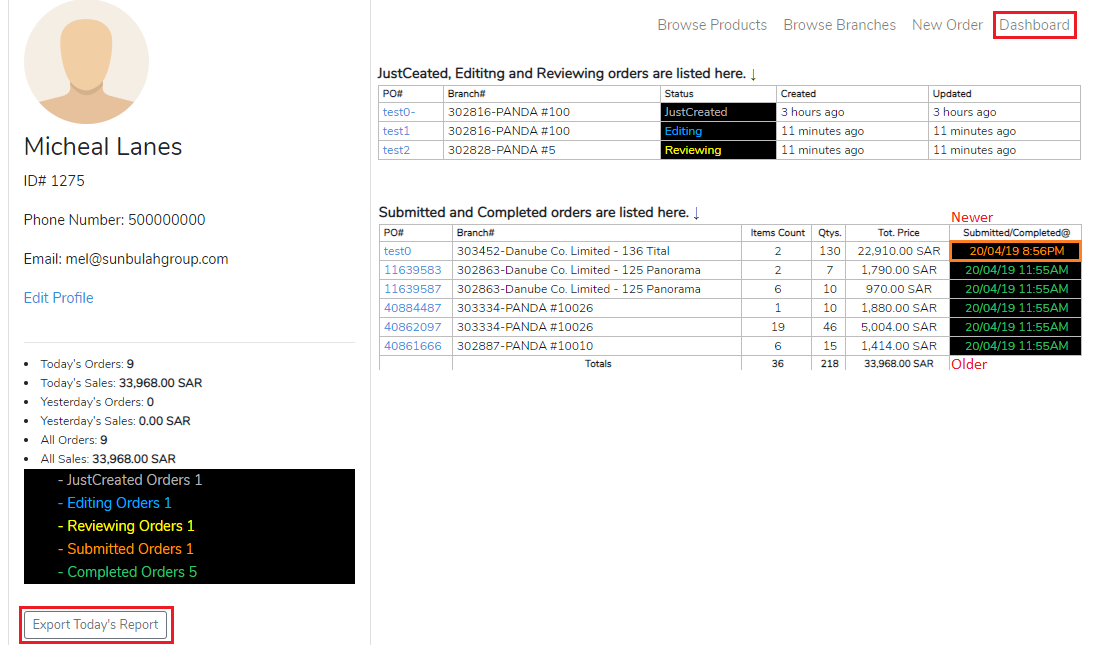 Browse Products Browse Branches New Order Dashboard
Micheal Lanes
ID# 1275
Phone Number: 500000000
Email: mel@sunbulahgroup.com
Edit Profile
Today's Orders: 9
Today's Sales: 33,968.00 SAR
Yesterday's Orders: 0
Yesterday's Sales: 0.00 SAR
All Orders: 9
All Sales: 33,968.00 SAR
- JustCreated Orders 1
- Editing Orders 1
- Reviewing Orders 1
- Submitted Orders 1
- Completed Orders 5
Export Today's Report
JustCeated, Edititng and Reviewing orders are listed here. ↓
PO# Branch# Status Created Updated
test0- 302816-PANDA #100 JustCreated 3 hours ago 3 hours ago
test1 302816-PANDA #100 Editing 11 minutes ago 11 minutes ago
test2 302828-PANDA #5 Reviewing 11 minutes ago 11 minutes ago
Submitted and Completed orders are listed here. ↓
Newer
PO# Branch# Items Count Qtys. Tot. Price Submitted/Completed@
test0 303452-Danube Co. Limited - 136 Tital 2 130 22,910.00 SAR 20/04/19 8:56PM
11639583 302863-Danube Co. Limited - 125 Panorama 2 7 1,790.00 SAR 20/04/19 11:55AM
11639587 302863-Danube Co. Limited - 125 Panorama 6 10 970.00 SAR 20/04/19 11:55AM
40884487 303334-PANDA #10026 1 10 1,880.00 SAR 20/04/19 11:55AM
40862097 303334-PANDA #10026 19 46 5,004.00 SAR 20/04/19 11:55AM
40861666 302887-PANDA #10010 6 15 1,414.00 SAR 20/04/19 11:55AM
Totals 36 218 33,968.00 SAR
Older